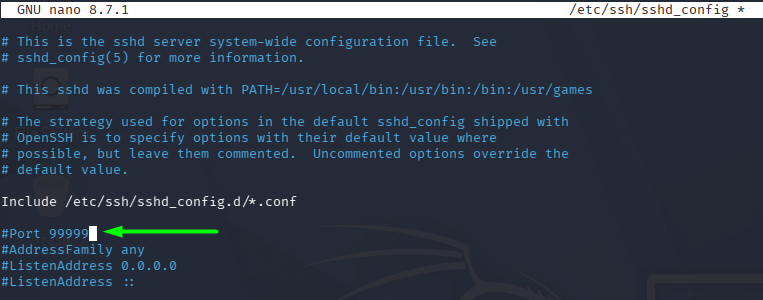 GNU nano 8.7.1 /etc/ssh/sshd_config *
# This is the sshd server system-wide configuration file.  See
# sshd_config(5) for more information.
# This sshd was compiled with PATH=/usr/local/bin:/usr/bin:/bin:/usr/games
# The strategy used for options in the default sshd_config shipped with
# OpenSSH is to specify options with their default value where
# possible, but leave them commented.  Uncommented options override the
# default value.
Include /etc/ssh/sshd_config.d/*.conf
#Port 99999
#AddressFamily any
#ListenAddress 0.0.0.0
#ListenAddress ::